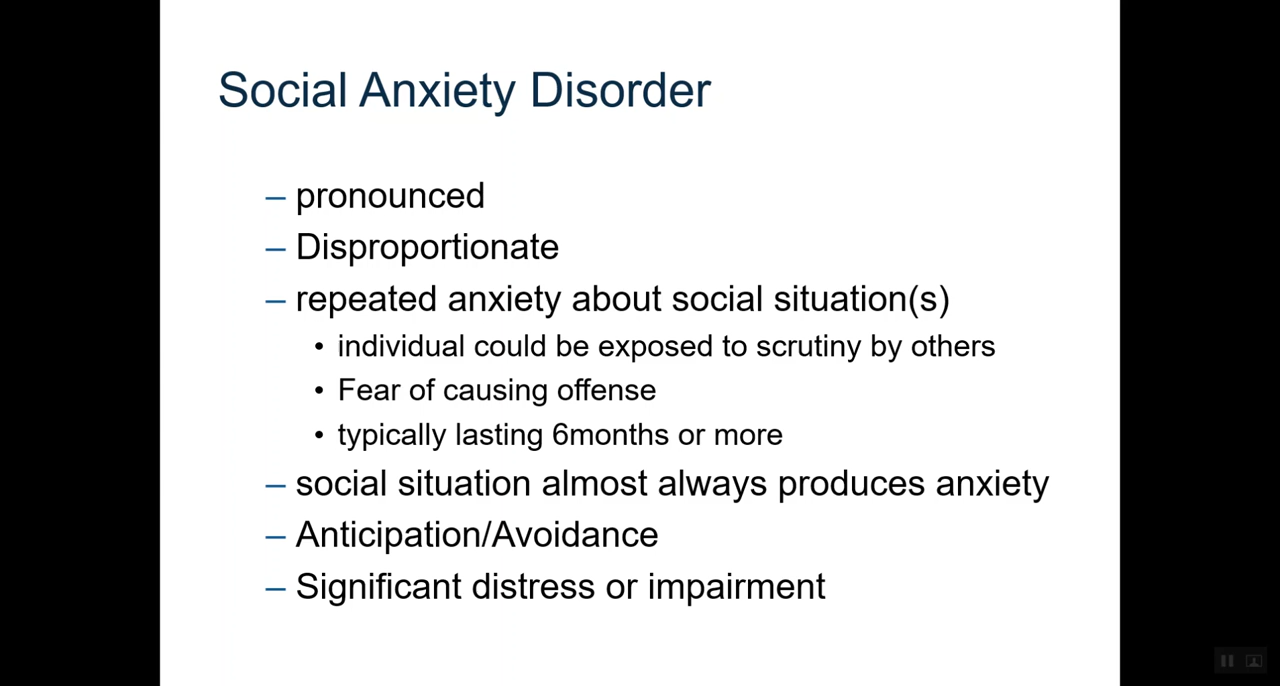 Social Anxiety Disorder
– pronounced
– Disproportionate
– repeated anxiety about social situation(s)
• individual could be exposed to scrutiny by others
• Fear of causing offense
• typically lasting 6months or more
– social situation almost always produces anxiety
– Anticipation/Avoidance
– Significant distress or impairment